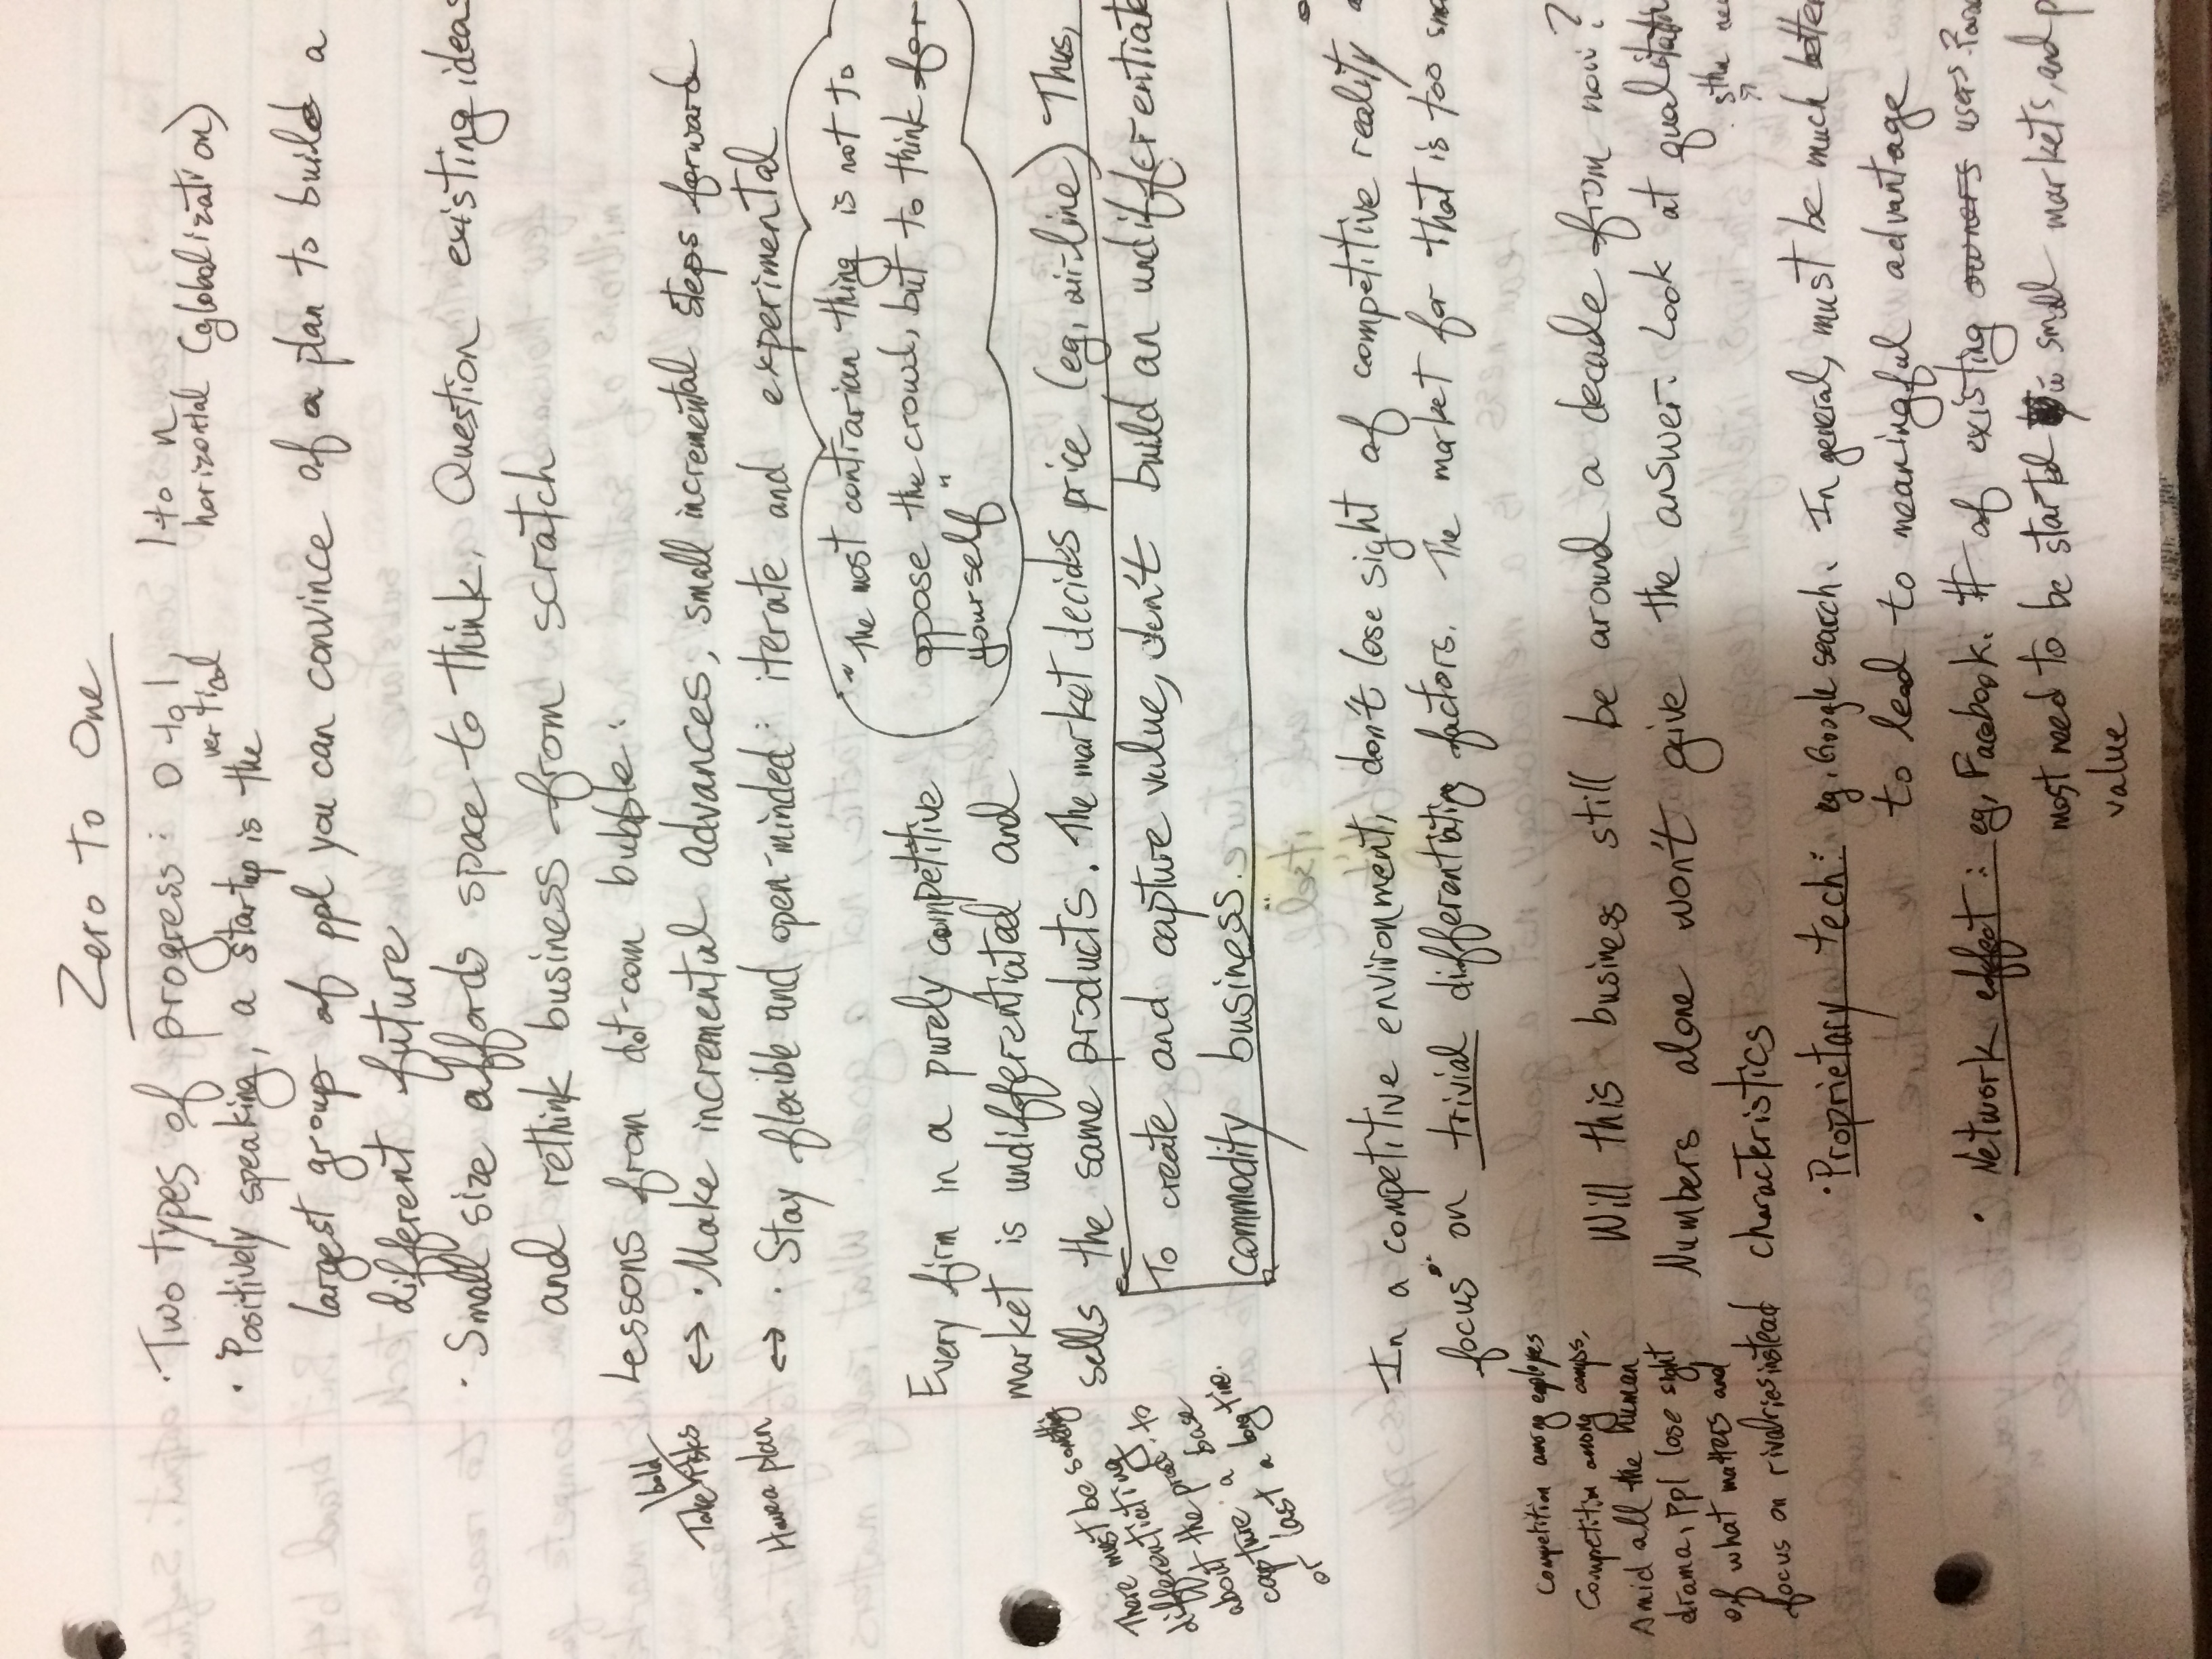 Zero To One
· Two types of progress: 0 to 1, 1 to n
vertical horizontal (globalization)
· Positively speaking, a startup is the
largest group of ppl you can convince of a plan to build a
different future
· Small size affords space to think. Question existing ideas
and rethink business from scratch
Lessons from dot-com bubble:
bold
Take risks ↔ · Make incremental advances, small incremental steps forward
Have a plan ↔ · Stay flexible and open-minded: iterate and experimental
"The most contrarian thing is not to
oppose the crowd, but to think for
yourself"
Every firm in a purely competitive
market is undifferentiated and
sells the same products. The market decides price (eg, air-line) Thus,
To create and capture value, don't build an undifferentiate
commodity business.
There must be something
differentiating
about the prod. to
capture a base
or last a long time.
In a competitive environment, don't lose sight of competitive reality
focus on trivial differentiating factors. The market for that is too
Competition among employes
Competition among comps,
Amid all the human
drama, ppl lose sight
of what matters and
focus on rivalries instead
Will this business still be around a decade from now?
Numbers alone won't give the answer. Look at
characteristics
sth
· Proprietary tech: eg. Google search. In general, must be much better
to lead to meaningful advantage
· Network effect: eg, Facebook. # of existing owners users.
most need to be started in small markets, and
value